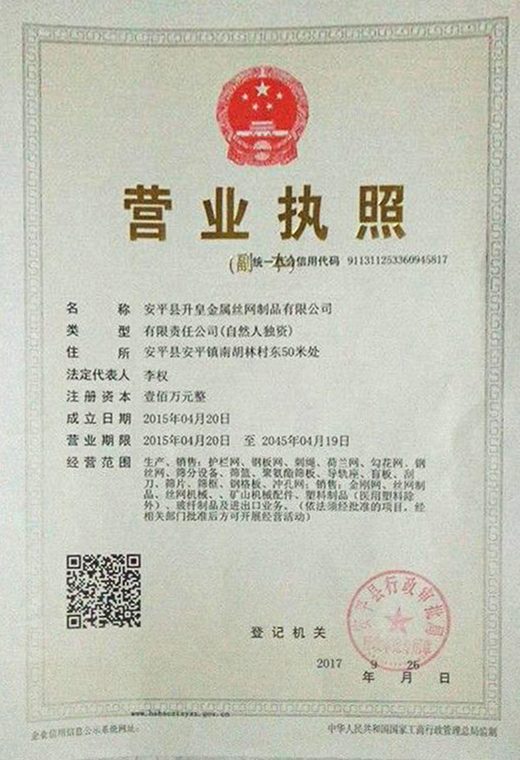 营业执照
(副 本)
统一社会信用代码 911311253360945817
名 称 安平县升皇金属丝网制品有限公司
类 型 有限责任公司(自然人独资)
住 所 安平县安平镇南胡林村东50米处
法定代表人 李权
注册资本 壹佰万元整
成立日期 2015年04月20日
营业期限 2015年04月20日 至 2045年04月19日
经营范围 生产、销售:护栏网、钢板网、刺绳、荷兰网、勾花网、钢
丝网、筛分设备、筛篮、聚氨酯筛板、导轨座、盲板、刮
刀、筛片、筛框、钢格板、冲孔网;销售:金刚网、丝网制
品、丝网机械、、矿山机械配件、塑料制品(医用塑料除
外)、玻纤制品及进出口业务。(依法须经批准的项目,经
相关部门批准后方可开展经营活动)
安平县行政审批局
登记机关
2017 9 26
年 月 日
企业信用信息公示系统网址:
中华人民共和国国家工商行政管理总局监制